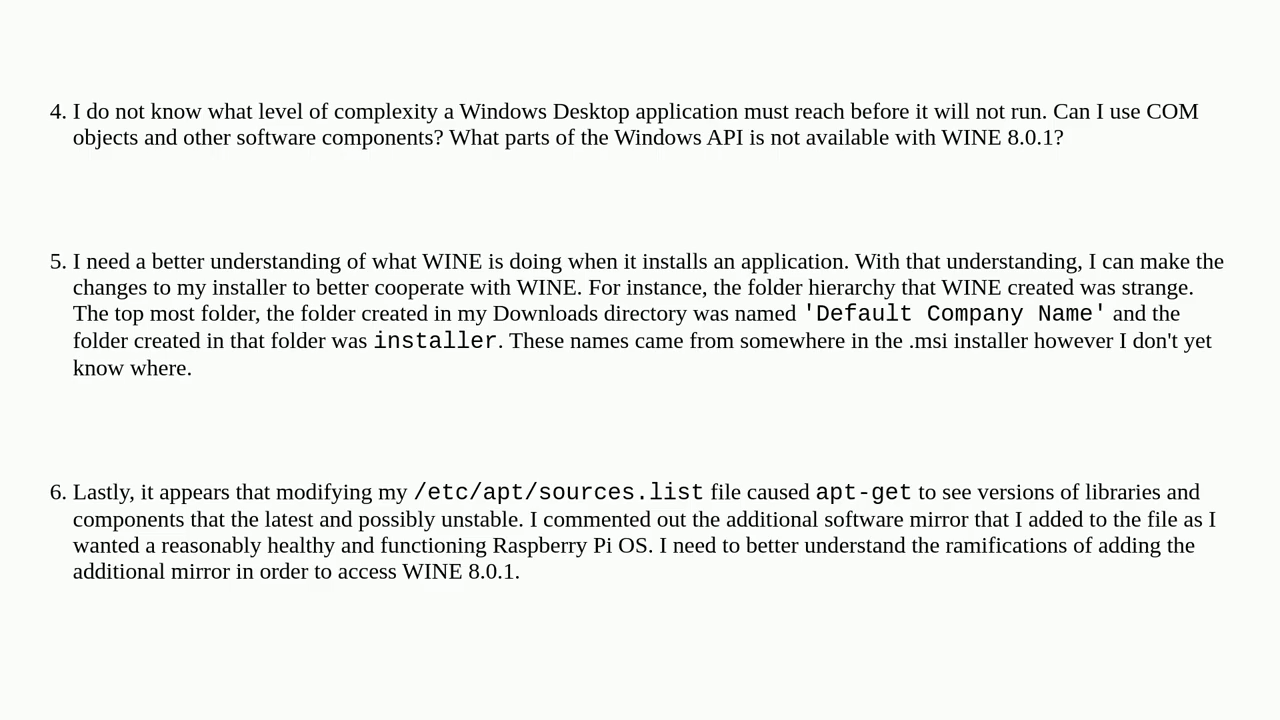 4. I do not know what level of complexity a Windows Desktop application must reach before it will not run. Can I use COM
objects and other software components? What parts of the Windows API is not available with WINE 8.0.1?
5. I need a better understanding of what WINE is doing when it installs an application. With that understanding, I can make the
changes to my installer to better cooperate with WINE. For instance, the folder hierarchy that WINE created was strange.
The top most folder, the folder created in my Downloads directory was named 'Default Company Name' and the
folder created in that folder was installer. These names came from somewhere in the .msi installer however I don't yet
know where.
6. Lastly, it appears that modifying my /etc/apt/sources.list file caused apt-get to see versions of libraries and
components that the latest and possibly unstable. I commented out the additional software mirror that I added to the file as I
wanted a reasonably healthy and functioning Raspberry Pi OS. I need to better understand the ramifications of adding the
additional mirror in order to access WINE 8.0.1.